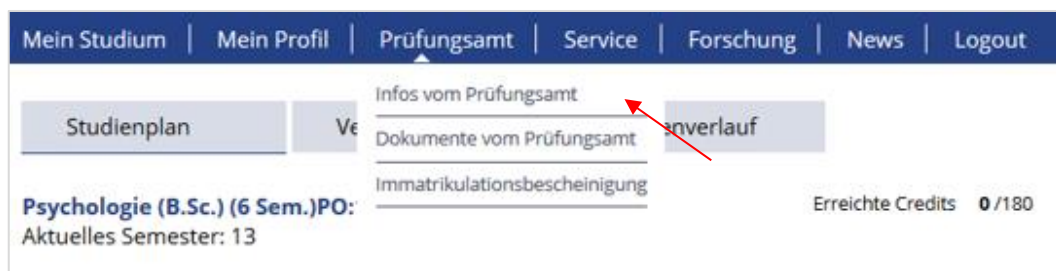 Mein Studium | Mein Profil | Prüfungsamt | Service | Forschung | News | Logout
Infos vom Prüfungsamt
Studienplan
Dokumente vom Prüfungsamt
Immatrikulationsbescheinigung
Psychologie (B.Sc.) (6 Sem.)PO: Erreichte Credits 0/180
Aktuelles Semester: 13